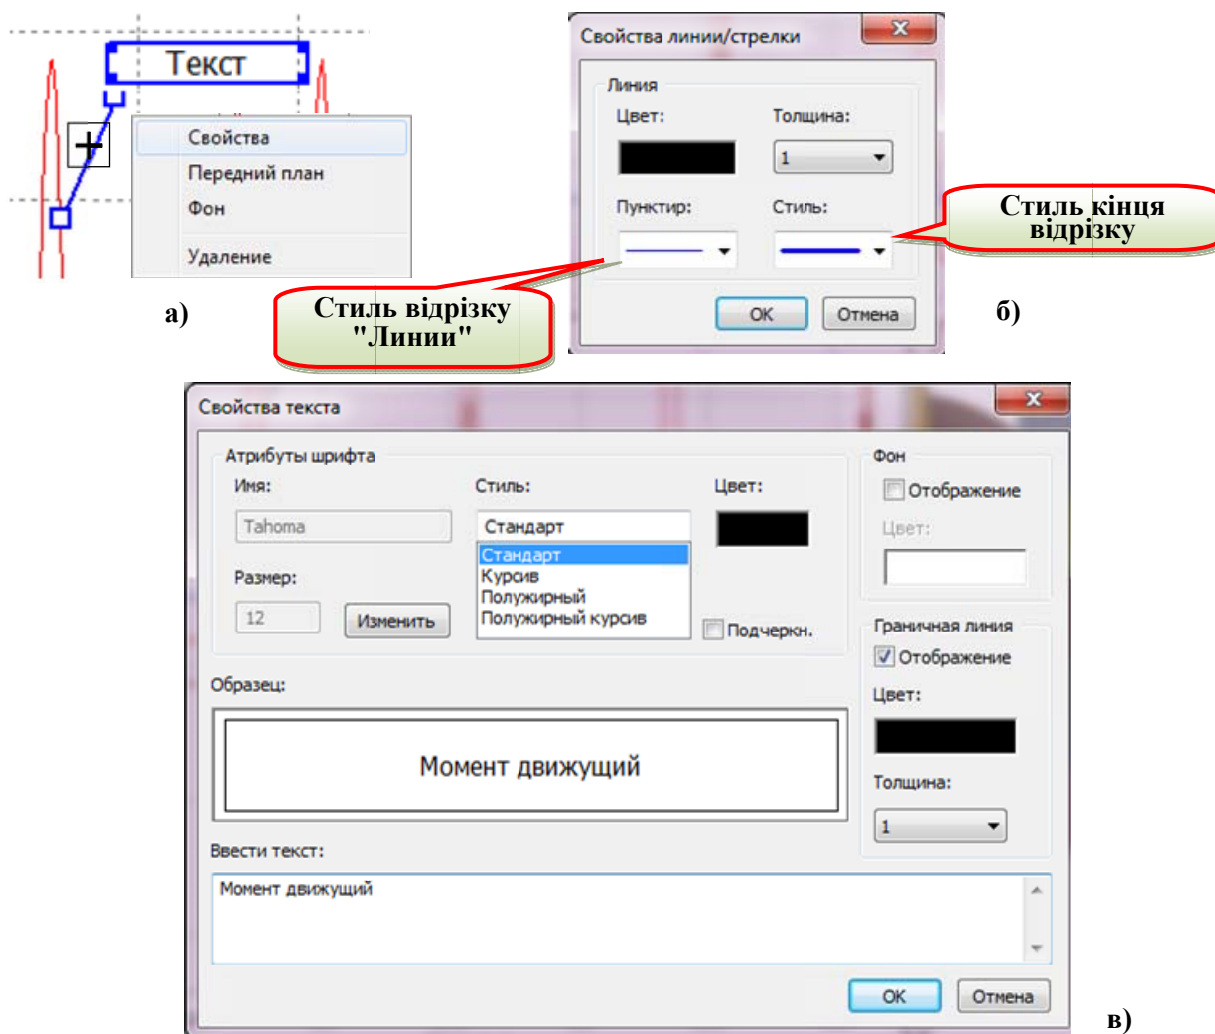 Текст
Свойства
Передний план
Фон
Удаление
а)
Свойства линии/стрелки
Линия
Цвет:
Толщина:
1
Пунктир:
Стиль:
OK
Отмена
Стиль кінця
відрізку
Стиль відрізку
"Линии"
б)
Свойства текста
Атрибуты шрифта
Имя:
Стиль:
Цвет:
Tahoma
Стандарт
Стандарт
Курсив
Полужирный
Полужирный курсив
Размер:
12
Изменить
Подчеркн.
Фон
Отображение
Цвет:
Граничная линия
Отображение
Цвет:
Толщина:
1
Образец:
Момент движущий
Ввести текст:
Момент движущий
OK
Отмена
в)